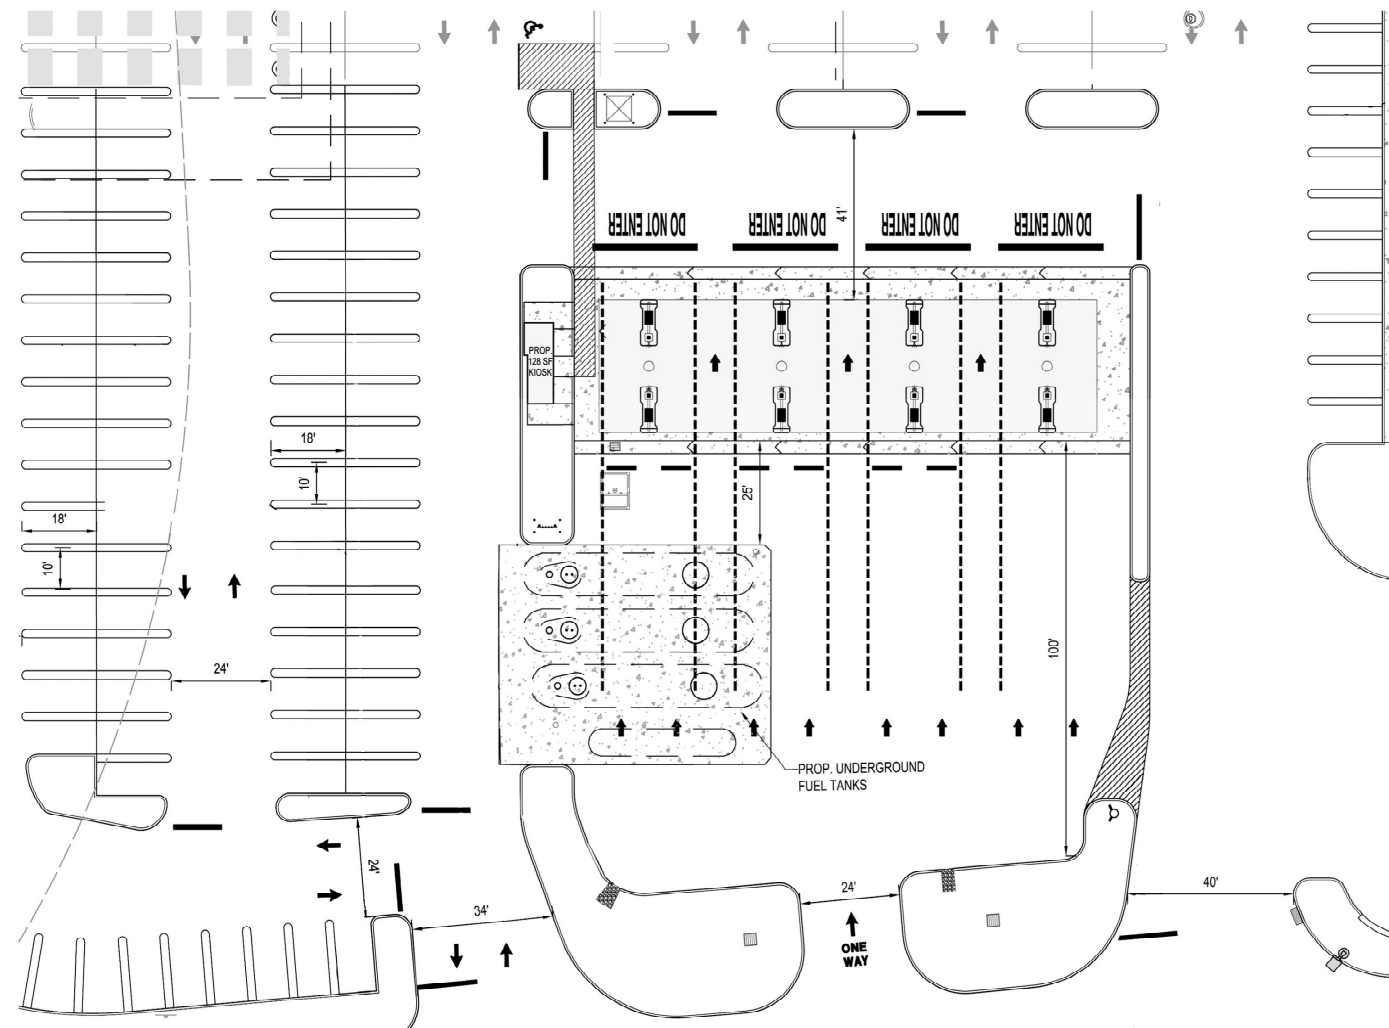 DO NOT ENTER
DO NOT ENTER
DO NOT ENTER
DO NOT ENTER
41'
PROP.
128 SF
KIOSK
18'
10'
18'
10'
25'
24'
100'
PROP. UNDERGROUND
FUEL TANKS
24'
34'
24'
40'
ONE
WAY